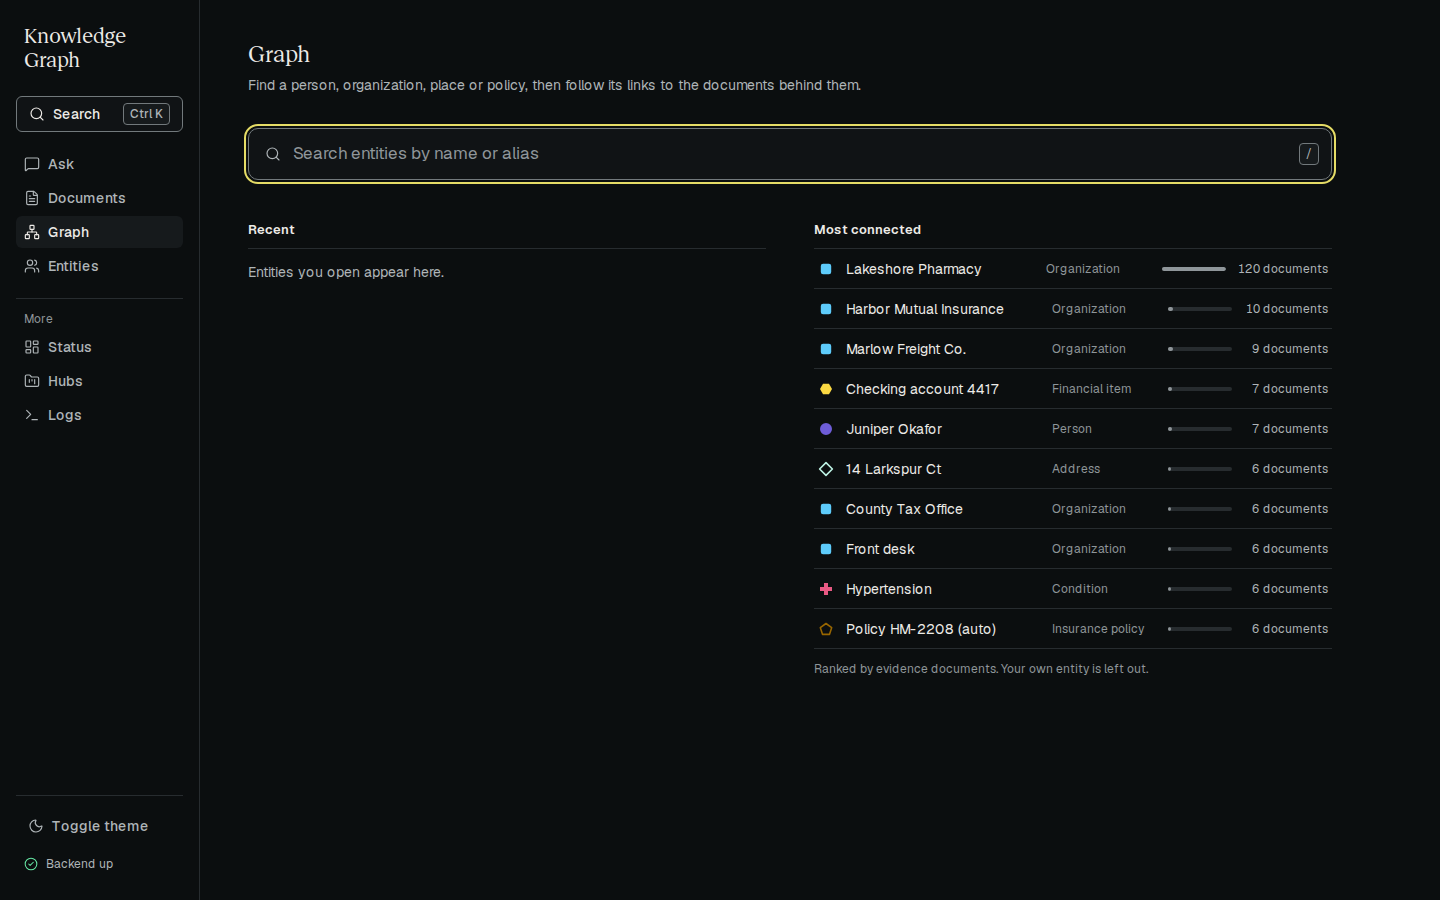 Knowledge
Graph
Search Ctrl K
Ask
Documents
Graph
Entities
More
Status
Hubs
Logs
Toggle theme
Backend up
Graph
Find a person, organization, place or policy, then follow its links to the documents behind them.
Search entities by name or alias /
Recent
Entities you open appear here.
Most connected
Lakeshore Pharmacy Organization 120 documents
Harbor Mutual Insurance Organization 10 documents
Marlow Freight Co. Organization 9 documents
Checking account 4417 Financial item 7 documents
Juniper Okafor Person 7 documents
14 Larkspur Ct Address 6 documents
County Tax Office Organization 6 documents
Front desk Organization 6 documents
Hypertension Condition 6 documents
Policy HM-2208 (auto) Insurance policy 6 documents
Ranked by evidence documents. Your own entity is left out.